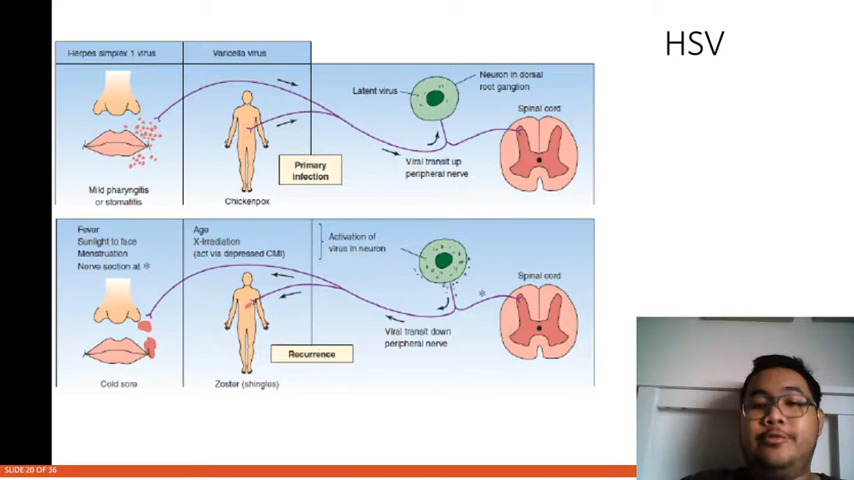 HSV
Herpes simplex 1 virus
Varicella virus
Latent virus
Neuron in dorsal
root ganglion
Spinal cord
Primary
infection
Viral transit up
peripheral nerve
Mild pharyngitis
or stomatitis
Chickenpox
Fever
Sunlight to face
Menstruation
Nerve section at *
Age
X-Irradiation
(act via depressed CMI)
Activation of
virus in neuron
*
Spinal cord
Viral transit down
peripheral nerve
Recurrence
Cold sore
Zoster (shingles)
SLIDE 20 OF 36